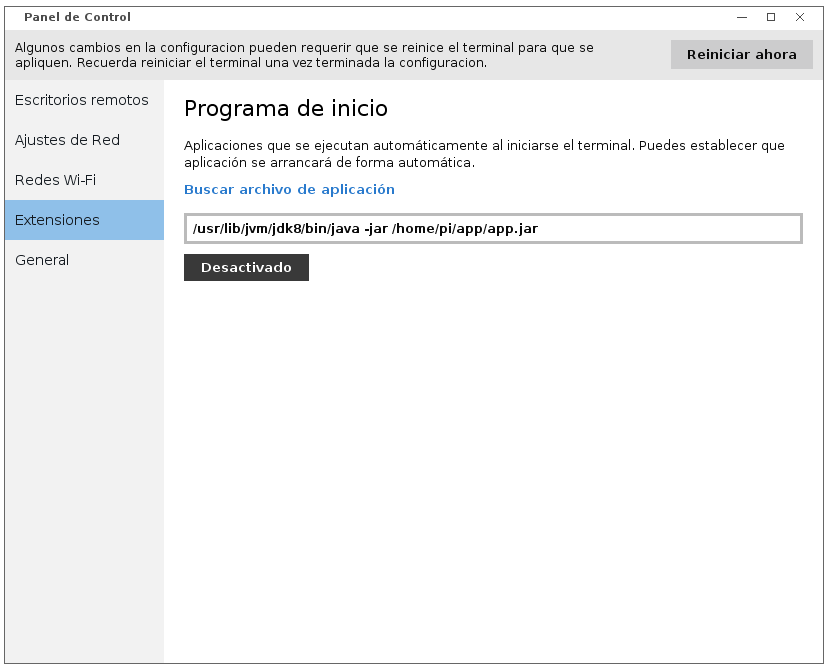 Panel de Control
Algunos cambios en la configuracion pueden requerir que se reinice el terminal para que se
apliquen. Recuerda reiniciar el terminal una vez terminada la configuracion.
Reiniciar ahora
Escritorios remotos
Ajustes de Red
Redes Wi-Fi
Extensiones
General
Programa de inicio
Aplicaciones que se ejecutan automáticamente al iniciarse el terminal. Puedes establecer que
aplicación se arrancará de forma automática.
Buscar archivo de aplicación
/usr/lib/jvm/jdk8/bin/java -jar /home/pi/app/app.jar
Desactivado